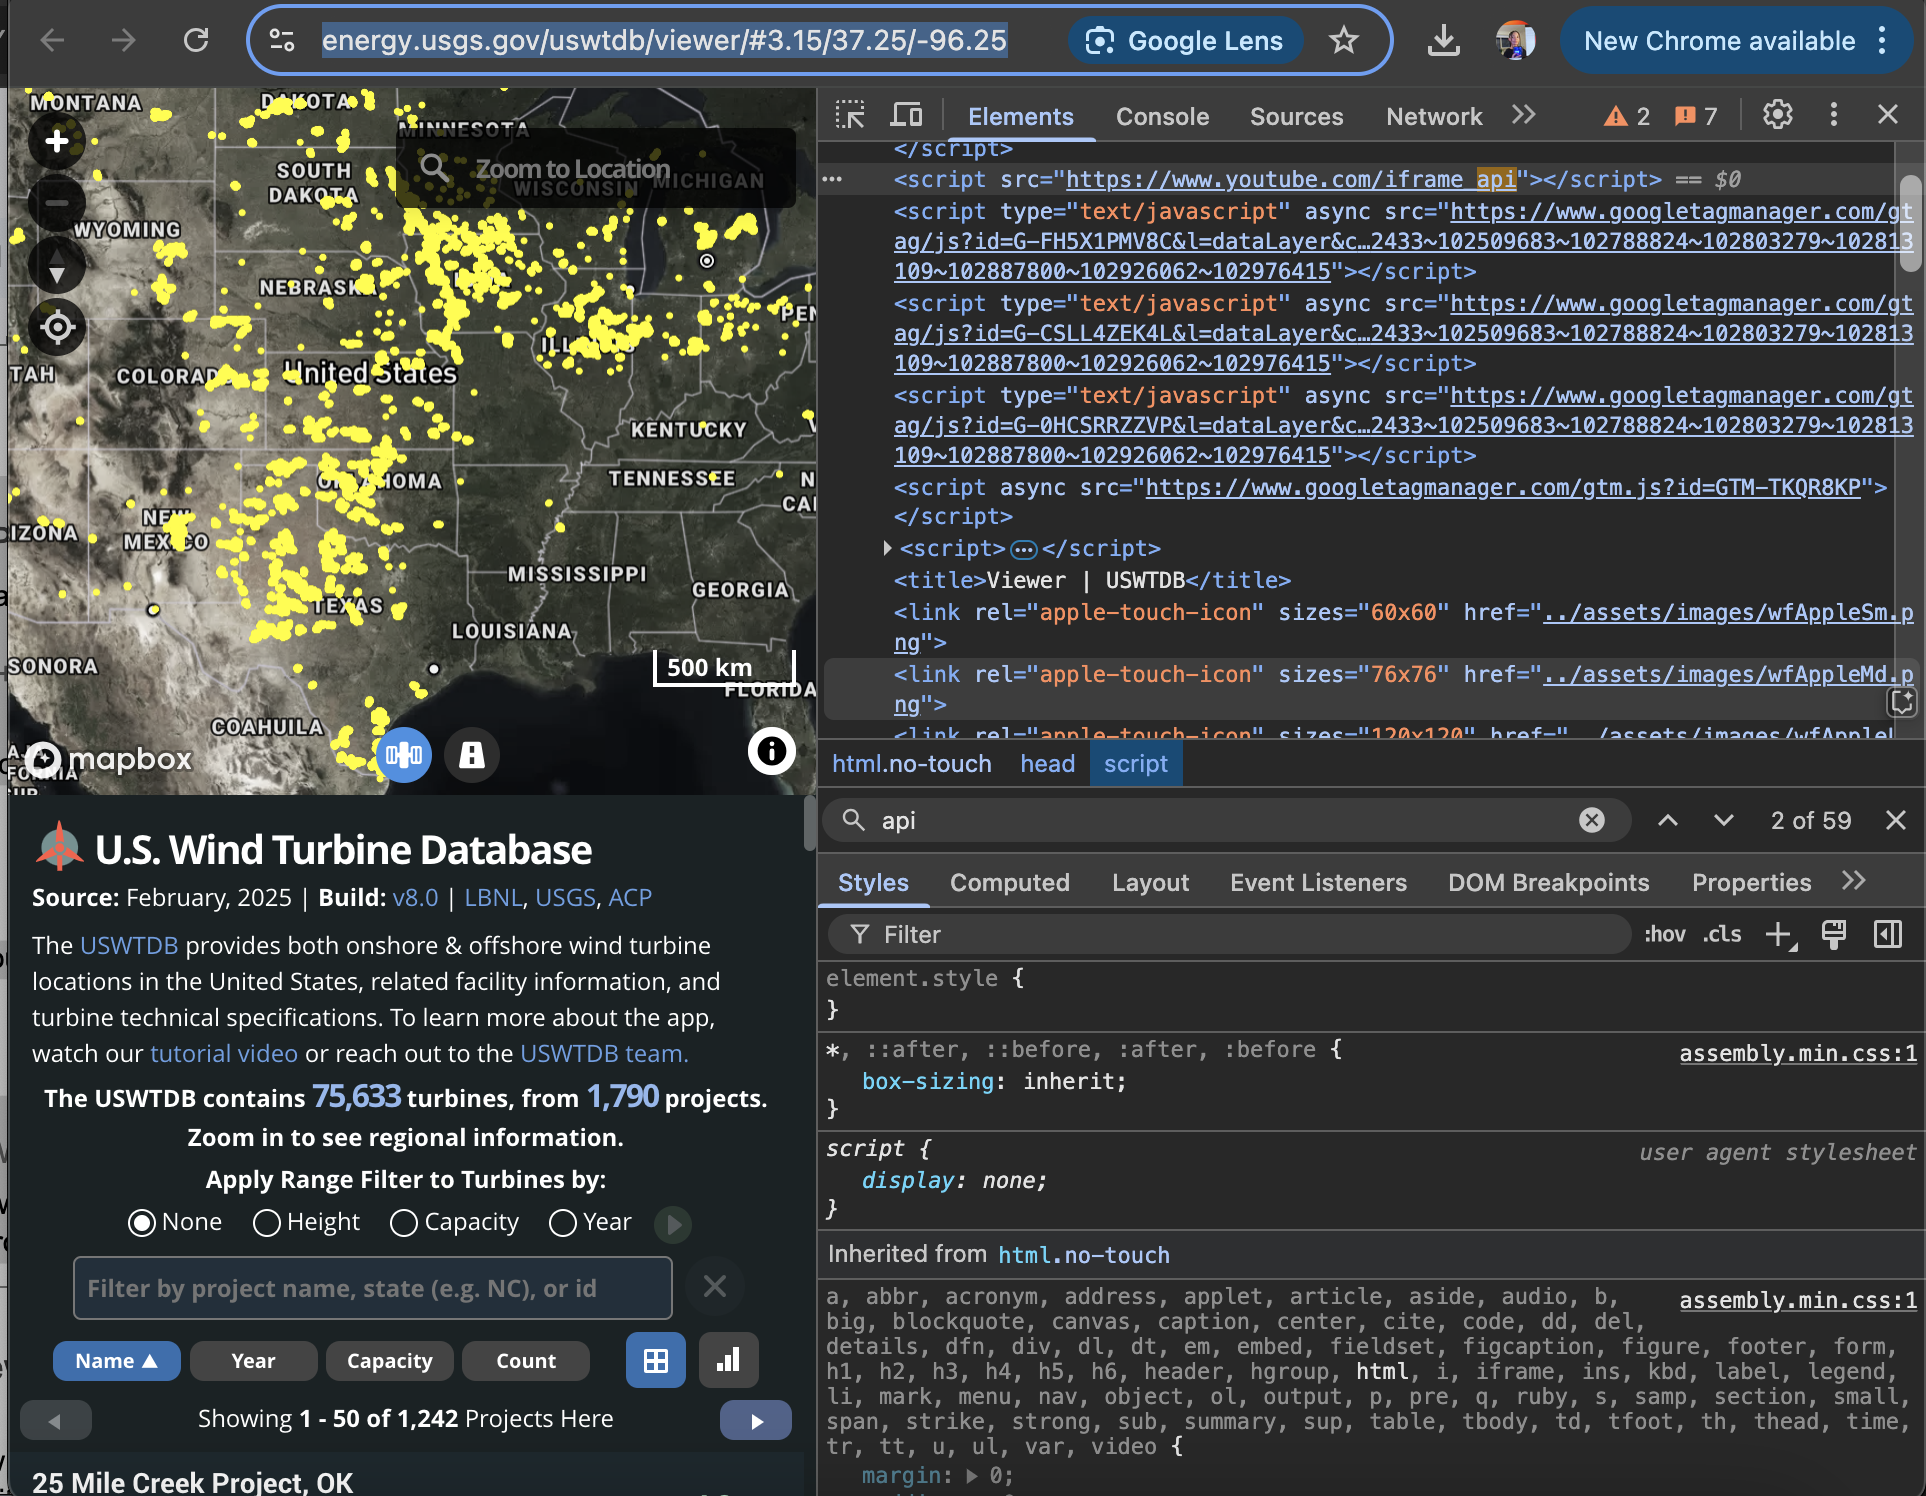 energy.usgs.gov/uswtdb/viewer/#3.15/37.25/-96.25
Google Lens
New Chrome available
MONTANA
DAKOTA
MINNESOTA
SOUTH
DAKOTA
Zoom to Location
WISCONSIN
MICHIGAN
WYOMING
NEBRASKA
United States
COLORAD
KENTUCKY
TENNESSEE
OKLAHOMA
NEW
MEXICO
MISSISSIPPI
GEORGIA
TEXAS
LOUISIANA
SONORA
500 km
FLORIDA
COAHUILA
mapbox
U.S. Wind Turbine Database
Source: February, 2025 | Build: v8.0 | LBNL, USGS, ACP
The USWTDB provides both onshore & offshore wind turbine
locations in the United States, related facility information, and
turbine technical specifications. To learn more about the app,
watch our tutorial video or reach out to the USWTDB team.
The USWTDB contains 75,633 turbines, from 1,790 projects.
Zoom in to see regional information.
Apply Range Filter to Turbines by:
None Height Capacity Year
Filter by project name, state (e.g. NC), or id
Name ▲ Year Capacity Count
Showing 1 - 50 of 1,242 Projects Here
25 Mile Creek Project, OK
Elements Console Sources Network 2 7
</script>
<script src="https://www.youtube.com/iframe_api"></script> == $0
<script type="text/javascript" async src="https://www.googletagmanager.com/gt
ag/js?id=G-FH5X1PMV8C&l=dataLayer&c…2433~102509683~102788824~102803279~102813
109~102887800~102926062~102976415"></script>
<script type="text/javascript" async src="https://www.googletagmanager.com/gt
ag/js?id=G-CSLL4ZEK4L&l=dataLayer&c…2433~102509683~102788824~102803279~102813
109~102887800~102926062~102976415"></script>
<script type="text/javascript" async src="https://www.googletagmanager.com/gt
ag/js?id=G-0HCSRRZZVP&l=dataLayer&c…2433~102509683~102788824~102803279~102813
109~102887800~102926062~102976415"></script>
<script async src="https://www.googletagmanager.com/gtm.js?id=GTM-TKQR8KP">
</script>
<script>…</script>
<title>Viewer | USWTDB</title>
<link rel="apple-touch-icon" sizes="60x60" href="../assets/images/wfAppleSm.p
ng">
<link rel="apple-touch-icon" sizes="76x76" href="../assets/images/wfAppleMd.p
ng">
<link rel="apple-touch-icon" sizes="120x120" href="../assets/images/wfAppleL
html.no-touch head script
api 2 of 59
Styles Computed Layout Event Listeners DOM Breakpoints Properties
Filter :hov .cls
element.style {
}
*, ::after, ::before, :after, :before { assembly.min.css:1
box-sizing: inherit;
}
script { user agent stylesheet
display: none;
}
Inherited from html.no-touch
a, abbr, acronym, address, applet, article, aside, audio, b, assembly.min.css:1
big, blockquote, canvas, caption, center, cite, code, dd, del,
details, dfn, div, dl, dt, em, embed, fieldset, figcaption, figure, footer, form,
h1, h2, h3, h4, h5, h6, header, hgroup, html, i, iframe, ins, kbd, label, legend,
li, mark, menu, nav, object, ol, output, p, pre, q, ruby, s, samp, section, small,
span, strike, strong, sub, summary, sup, table, tbody, td, tfoot, th, thead, time,
tr, tt, u, ul, var, video {
margin: 0;